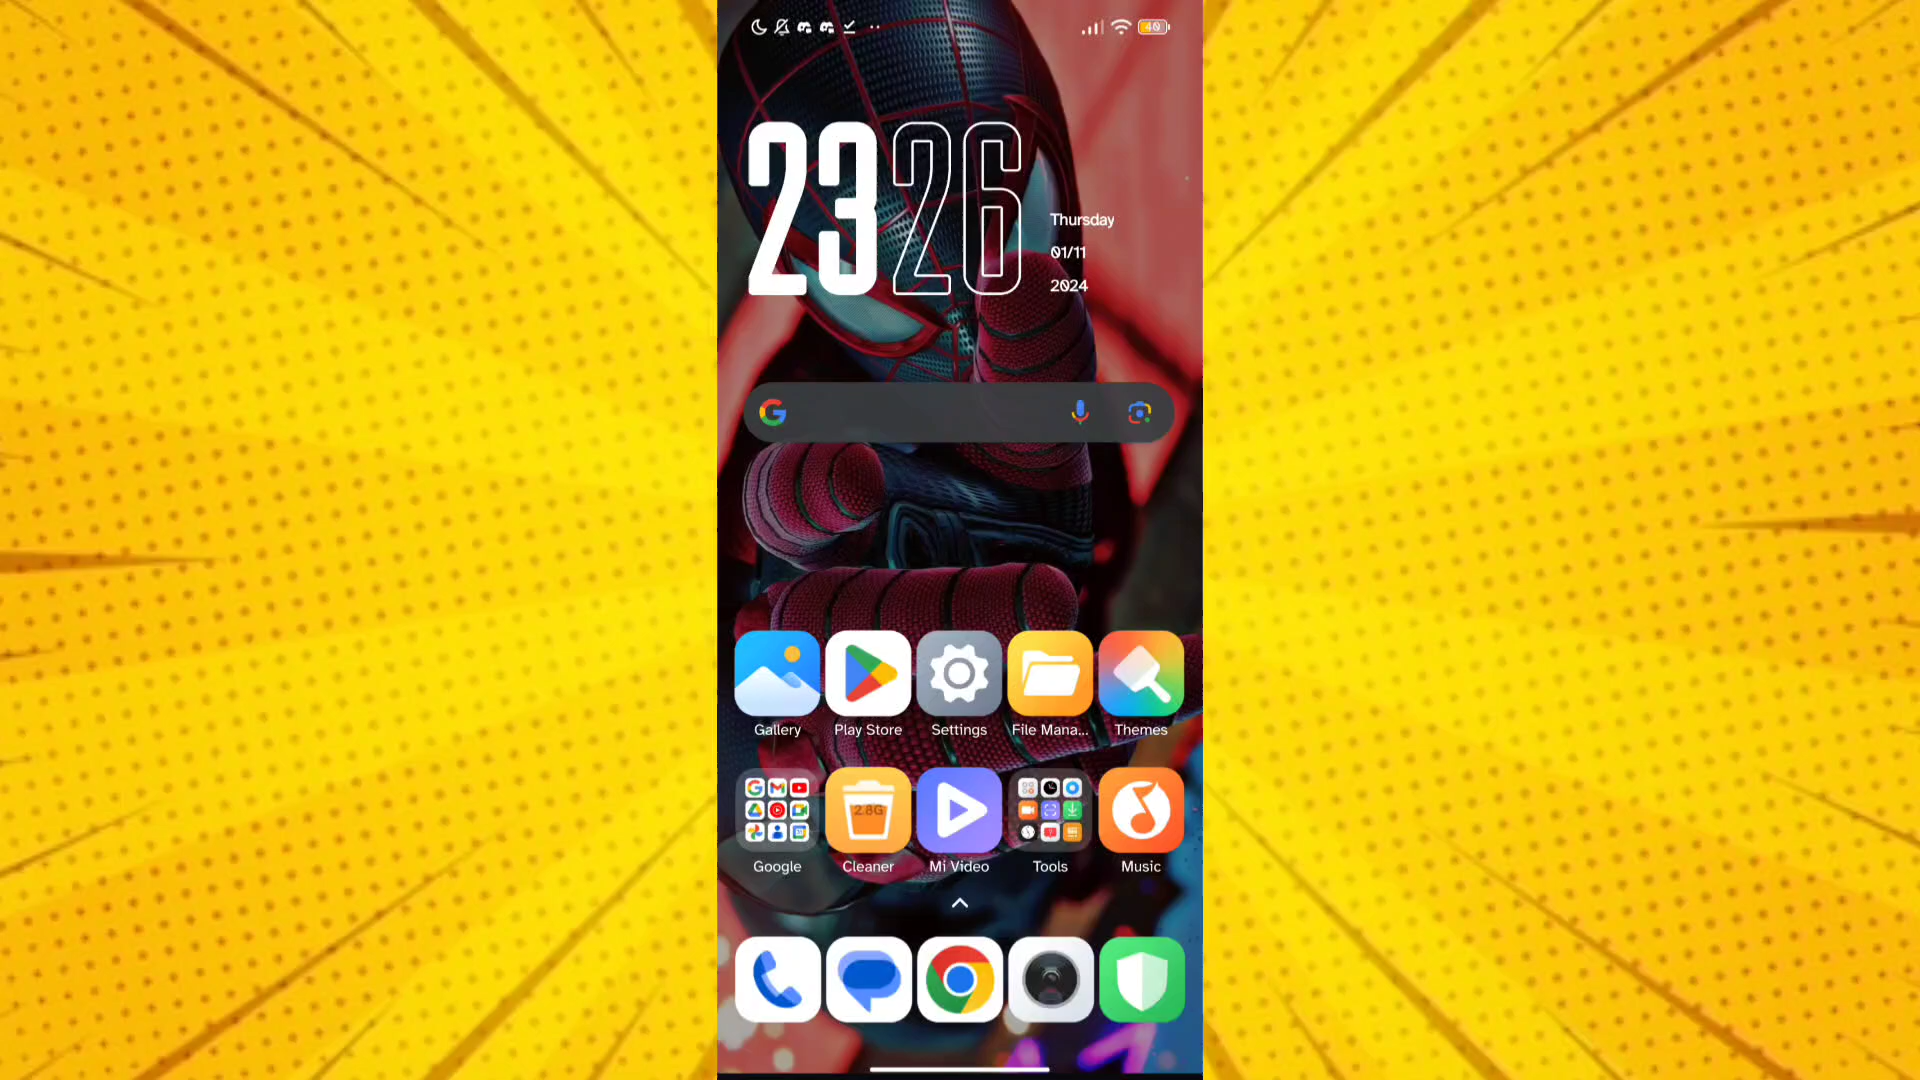 40
2326
Thursday
01/11
2024
Gallery
Play Store
Settings
File Mana...
Themes
2.8G
Google
Cleaner
Mi Video
Tools
Music